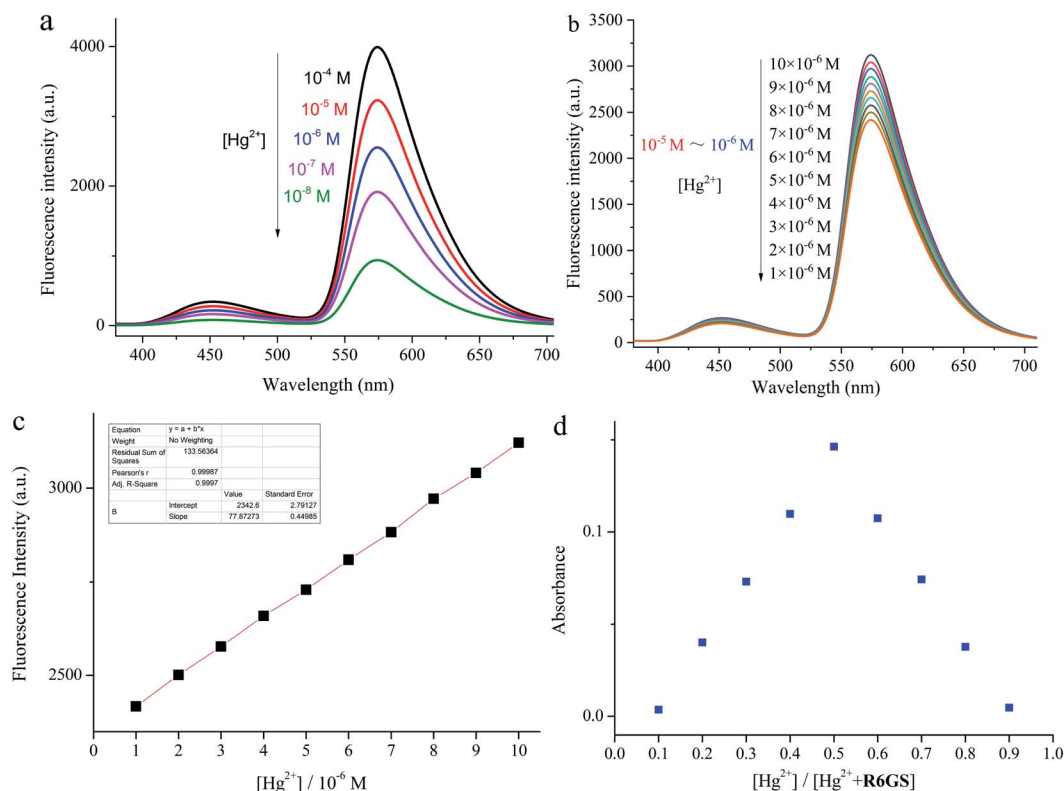 a
Fluorescence intensity (a.u.)
4000
2000
0
[Hg²⁺]
10⁻⁴ M
10⁻⁵ M
10⁻⁶ M
10⁻⁷ M
10⁻⁸ M
400 450 500 550 600 650 700
Wavelength (nm)
b
Fluorescence intensity (a.u.)
3500
3000
2500
2000
1500
1000
500
0
10⁻⁵ M ~ 10⁻⁶ M
[Hg²⁺]
10×10⁻⁶ M
9×10⁻⁶ M
8×10⁻⁶ M
7×10⁻⁶ M
6×10⁻⁶ M
5×10⁻⁶ M
4×10⁻⁶ M
3×10⁻⁶ M
2×10⁻⁶ M
1×10⁻⁶ M
400 450 500 550 600 650 700
Wavelength (nm)
c
Fluorescence Intensity (a.u.)
3000
2500
Equation y = a + b*x
Weight No Weighting
Residual Sum of Squares 133.56364
Pearson's r 0.99987
Adj. R-Square 0.9997
Value Standard Error
B Intercept 2342.6 2.79127
Slope 77.87273 0.44985
0 1 2 3 4 5 6 7 8 9 10
[Hg²⁺] / 10⁻⁶ M
d
Absorbance
0.1
0.0
0.0 0.1 0.2 0.3 0.4 0.5 0.6 0.7 0.8 0.9 1.0
[Hg²⁺] / [Hg²⁺+R6GS]